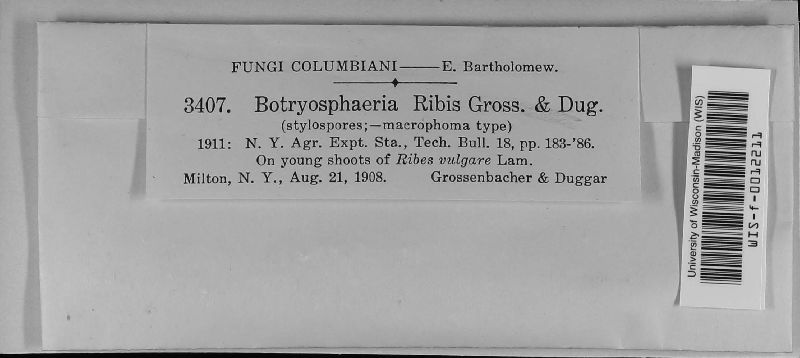 FUNGI COLUMBIANI—E. Bartholomew.
3407. Botryosphaeria Ribis Gross. & Dug.
(stylospores;—macrophoma type)
1911: N. Y. Agr. Expt. Sta., Tech. Bull. 18, pp. 183-'86.
On young shoots of Ribes vulgare Lam.
Milton, N. Y., Aug. 21, 1908. Grossenbacher & Duggar
University of Wisconsin-Madison (WIS)
WIS-f-0012211